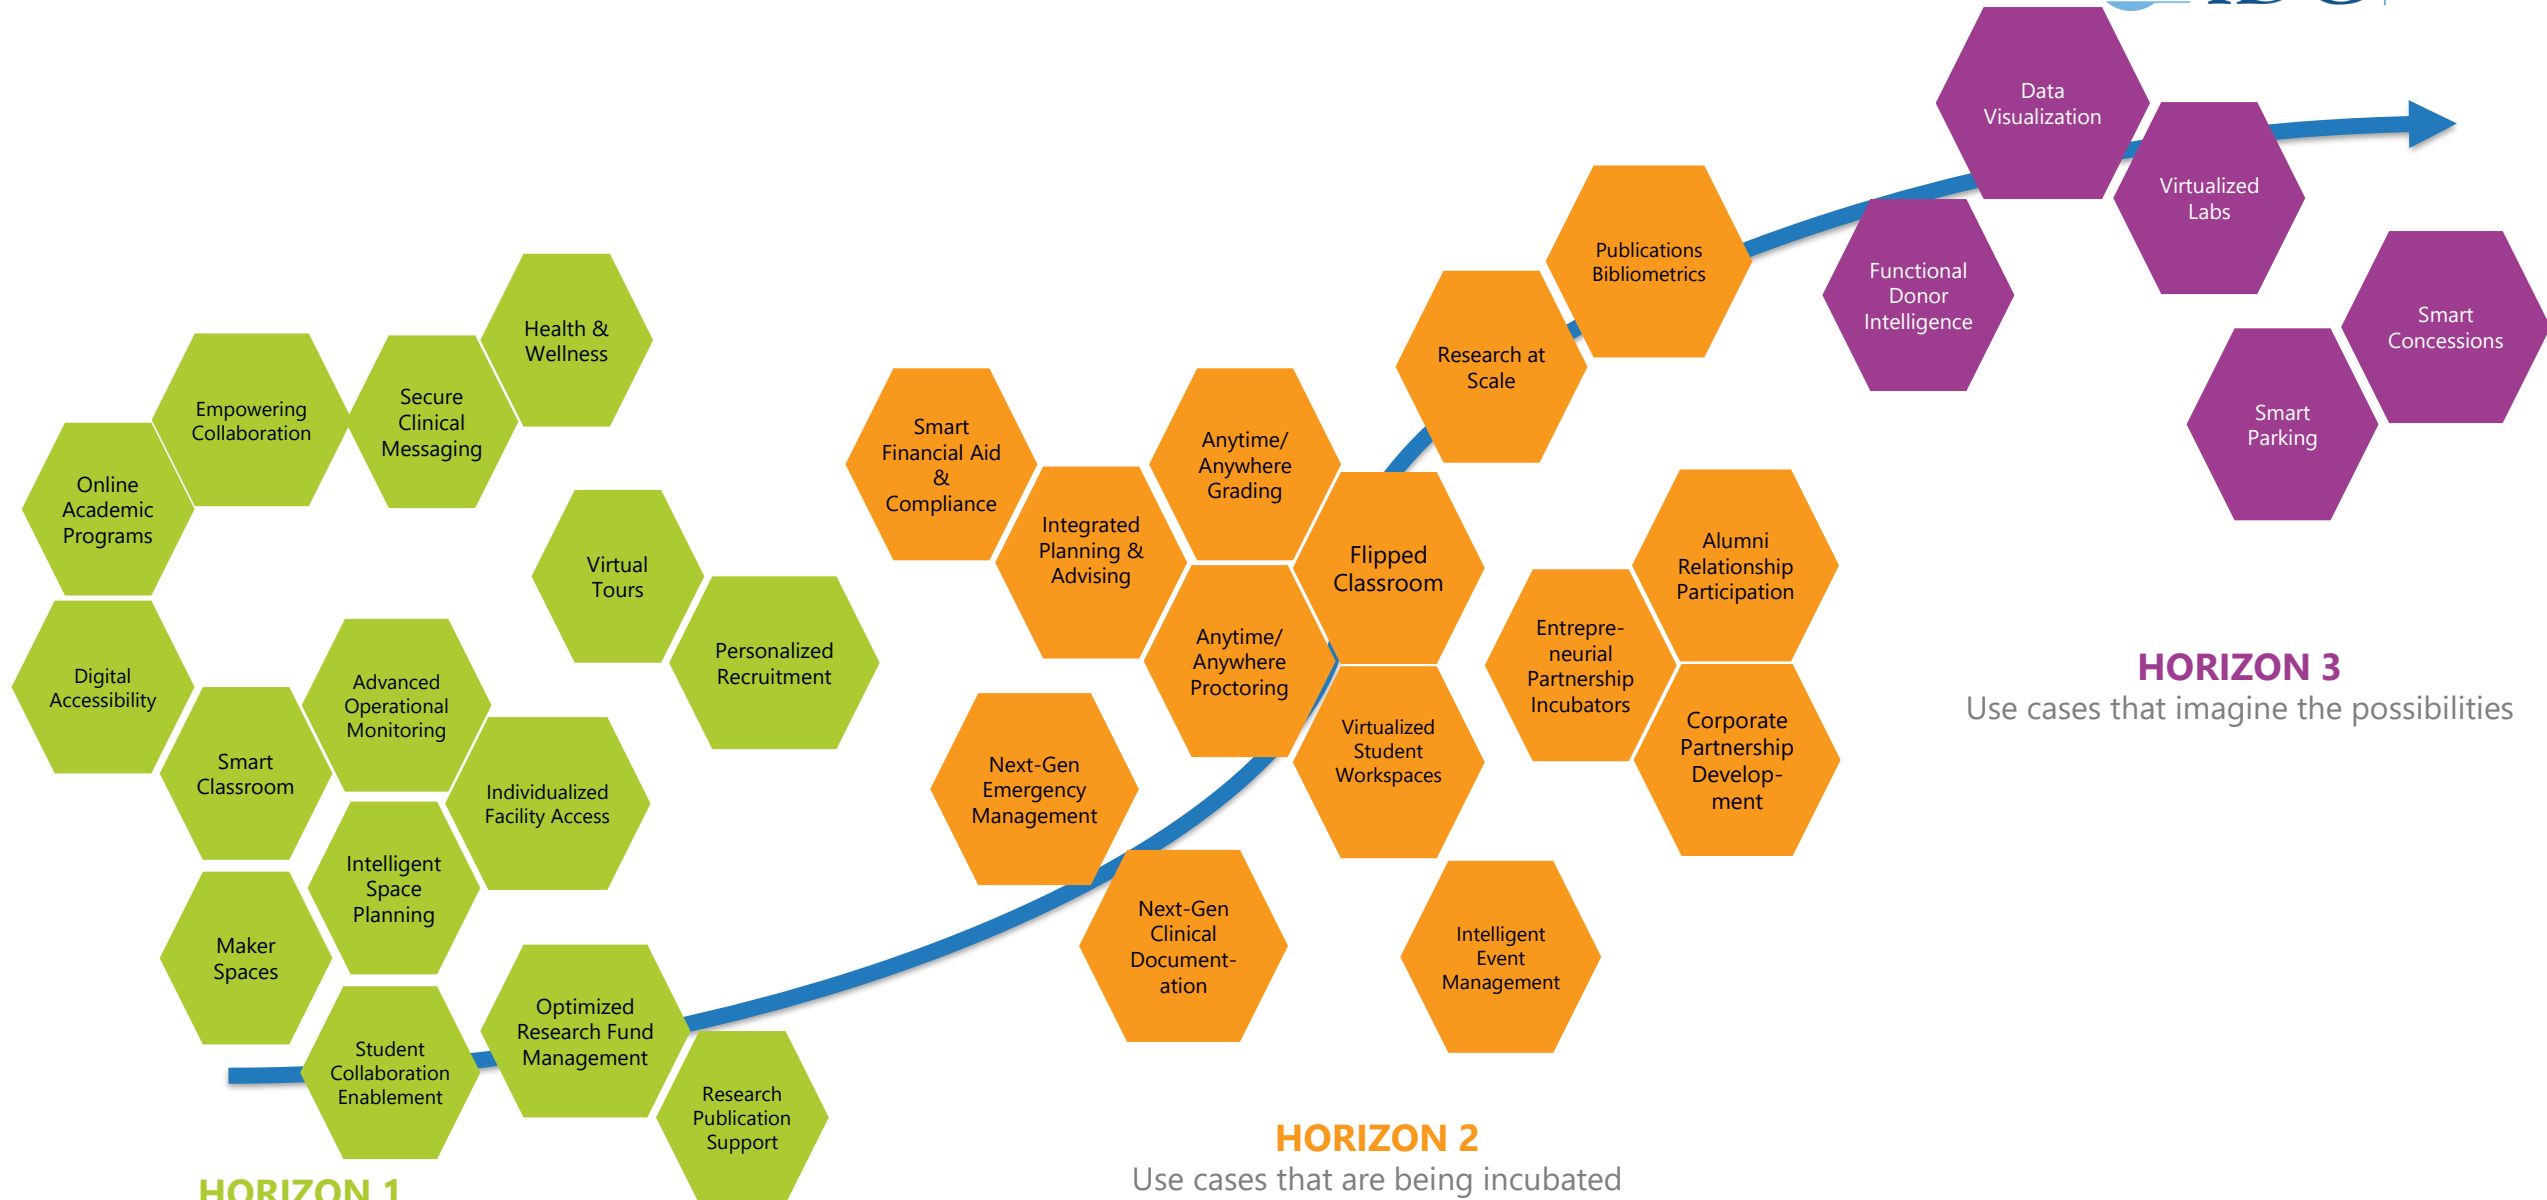 Data
Visualization
Virtualized
Labs
Functional
Donor
Intelligence
Smart
Concessions
Smart
Parking
HORIZON 3
Use cases that imagine the possibilities
Publications
Bibliometrics
Research at
Scale
Smart
Financial Aid
&
Compliance
Anytime/
Anywhere
Grading
Integrated
Planning &
Advising
Flipped
Classroom
Anytime/
Anywhere
Proctoring
Alumni
Relationship
Participation
Entrepre-
neurial
Partnership
Incubators
Corporate
Partnership
Develop-
ment
Virtualized
Student
Workspaces
Next-Gen
Emergency
Management
Next-Gen
Clinical
Document-
ation
Intelligent
Event
Management
HORIZON 2
Use cases that are being incubated
Health &
Wellness
Empowering
Collaboration
Secure
Clinical
Messaging
Online
Academic
Programs
Virtual
Tours
Personalized
Recruitment
Digital
Accessibility
Advanced
Operational
Monitoring
Smart
Classroom
Individualized
Facility Access
Intelligent
Space
Planning
Maker
Spaces
Optimized
Research Fund
Management
Student
Collaboration
Enablement
Research
Publication
Support
HORIZON 1